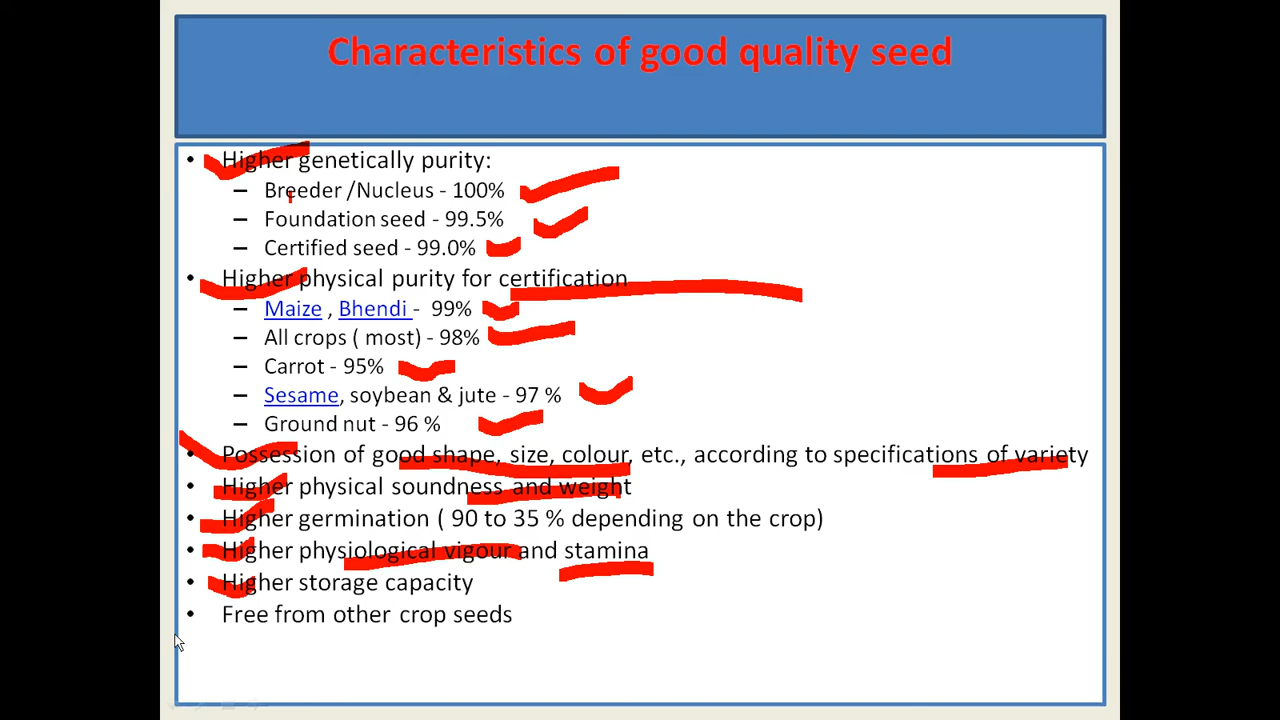 Characteristics of good quality seed
• Higher genetically purity:
– Breeder /Nucleus - 100%
– Foundation seed - 99.5%
– Certified seed - 99.0%
• Higher physical purity for certification
– Maize , Bhendi - 99%
– All crops ( most) - 98%
– Carrot - 95%
– Sesame, soybean & jute - 97 %
– Ground nut - 96 %
• Possession of good shape, size, colour, etc., according to specifications of variety
• Higher physical soundness and weight
• Higher germination ( 90 to 35 % depending on the crop)
• Higher physiological vigour and stamina
• Higher storage capacity
• Free from other crop seeds